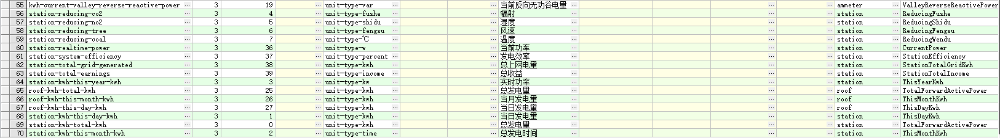 55 kwh-current-valley-reverse-reactive-power ... 3 19 ... unit-type-var ... ... 当前反向无功谷电量 ... ... ... ... ammeter ... ValleyReverseReactivePower
56 station-reducing-co2 ... 3 4 ... unit-type-fushe ... ... 辐射 ... ... ... ... station ... ReducingFushe
57 station-reducing-no2 ... 3 5 ... unit-type-shidu ... ... 湿度 ... ... ... ... station ... ReducingShidu
58 station-reducing-tree ... 3 6 ... unit-type-fengsu ... ... 风速 ... ... ... ... station ... ReducingFengsu
59 station-reducing-coal ... 3 7 ... unit-type-℃ ... ... 温度 ... ... ... ... station ... ReducingWendu
60 station-realtime-power ... 3 36 ... unit-type-w ... ... 当前功率 ... ... ... ... station ... CurrentPower
61 station-system-efficiency ... 3 37 ... unit-type-percent ... ... 发电效率 ... ... ... ... station ... StationEfficiency
62 station-total-grid-generated ... 3 38 ... unit-type-kwh ... ... 总上网电量 ... ... ... ... station ... StationTotalGridKwh
63 station-total-earnings ... 3 39 ... unit-type-income ... ... 总收益 ... ... ... ... station ... StationTotalIncome
64 station-kwh-this-year-kwh ... 3 3 ... unit-type-kw ... ... 实时功率 ... ... ... ... station ... ThisYearKwh
65 roof-kwh-total-kwh ... 3 25 ... unit-type-kwh ... ... 总发电量 ... ... ... ... roof ... TotalForwardActivePower
66 roof-kwh-this-month-kwh ... 3 26 ... unit-type-kwh ... ... 当月发电量 ... ... ... ... roof ... ThisMonthKwh
67 roof-kwh-this-day-kwh ... 3 27 ... unit-type-kwh ... ... 当日发电量 ... ... ... ... roof ... ThisDayKwh
68 station-kwh-this-day-kwh ... 3 1 ... unit-type-kwh ... ... 当日发电量 ... ... ... ... station ... ThisDayKwh
69 station-kwh-total-kwh ... 3 0 ... unit-type-kwh ... ... 总发电量 ... ... ... ... station ... TotalForwardActivePower
70 station-kwh-this-month-kwh ... 3 2 ... unit-type-time ... ... 总发电时间 ... ... ... ... station ... ThisMonthKwh